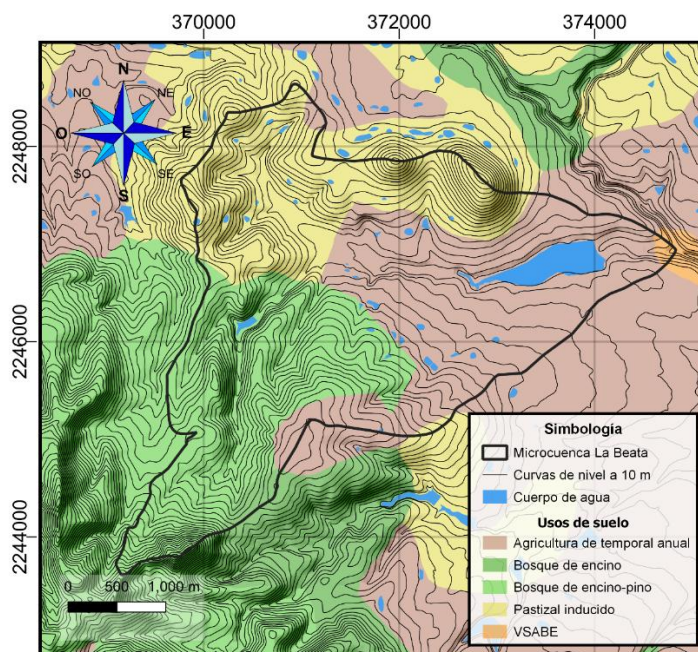 370000 372000 374000
N
NO NE
O E
SO SE
S
2248000
2246000
2244000
Simbología
Microcuenca La Beata
Curvas de nivel a 10 m
Cuerpo de agua
Usos de suelo
Agricultura de temporal anual
Bosque de encino
Bosque de encino-pino
Pastizal inducido
VSABE
0 500 1,000 m